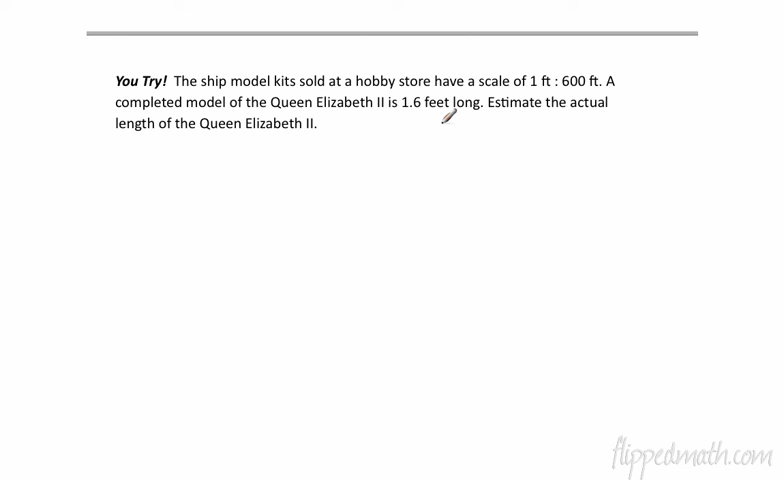 You Try! The ship model kits sold at a hobby store have a scale of 1 ft : 600 ft. A
completed model of the Queen Elizabeth II is 1.6 feet long. Estimate the actual
length of the Queen Elizabeth II.
flippedmath.com